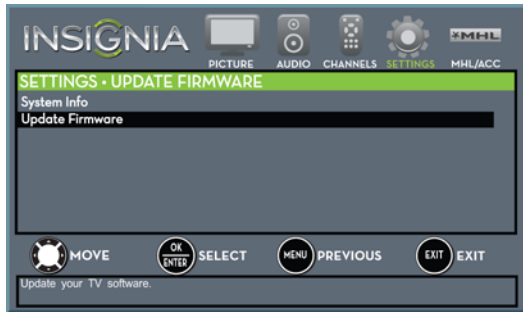 INSIGNIA
PICTURE AUDIO CHANNELS SETTINGS MHL MHL/ACC
SETTINGS • UPDATE FIRMWARE
System Info
Update Firmware
MOVE OK ENTER SELECT MENU PREVIOUS EXIT EXIT
Update your TV software.